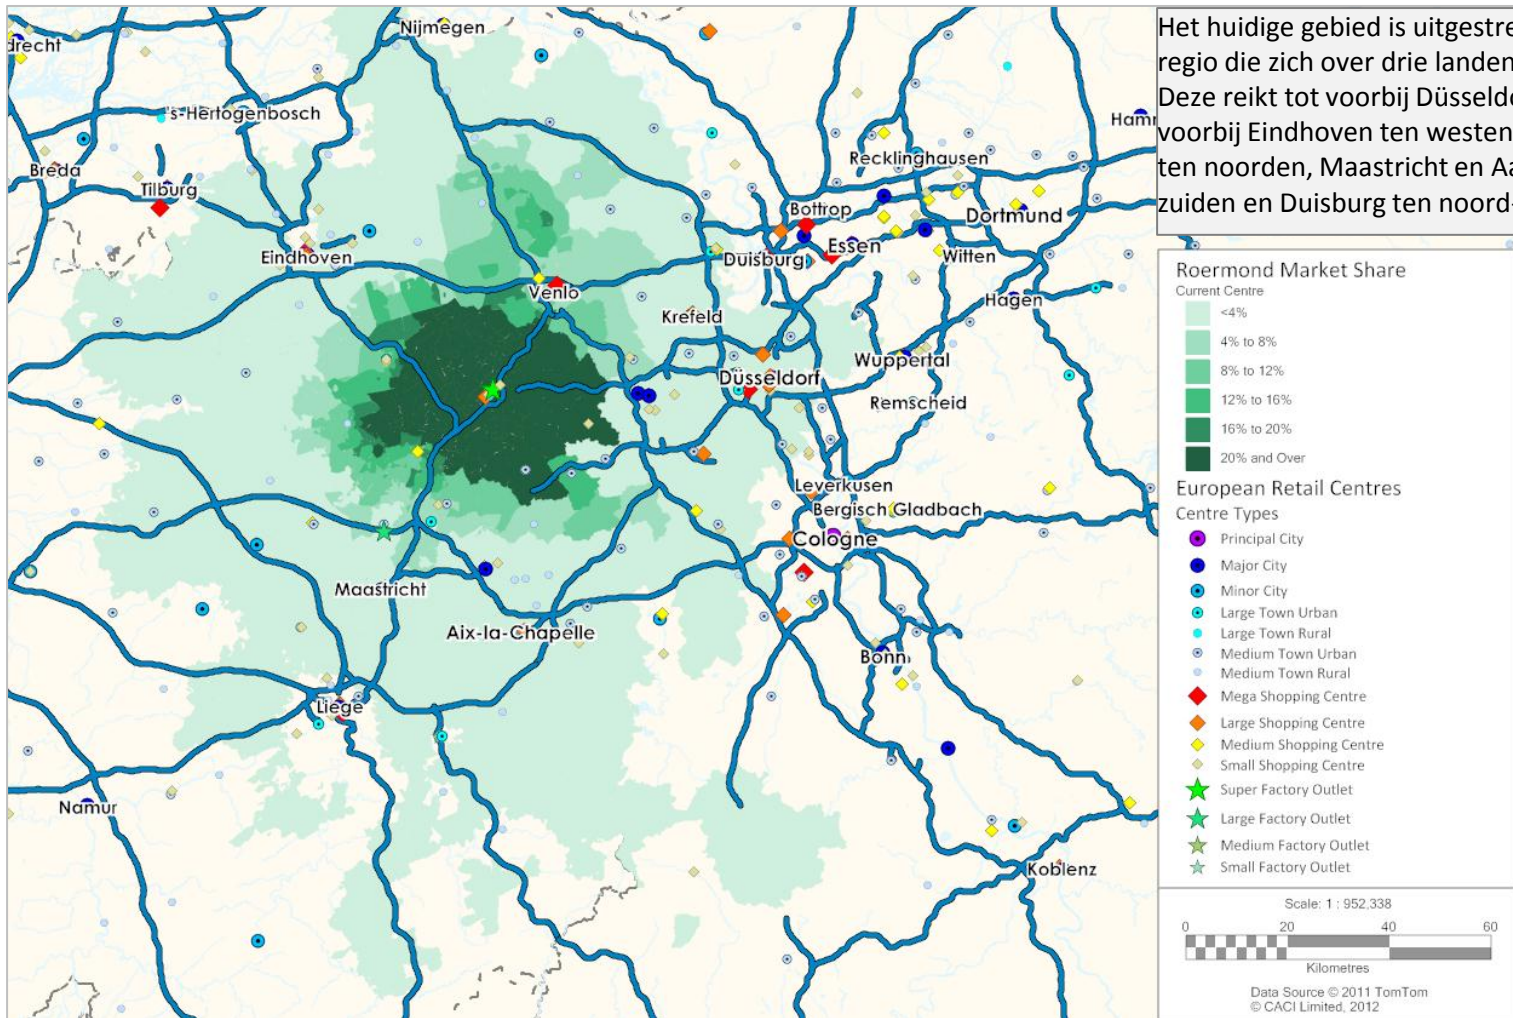 Het huidige gebied is uitgestre
regio die zich over drie landen
Deze reikt tot voorbij Düsseld
voorbij Eindhoven ten westen
ten noorden, Maastricht en Aa
zuiden en Duisburg ten noord-
Nijmegen
drecht
's-Hertogenbosch
Breda
Tilburg
Eindhoven
Venlo
Hamm
Recklinghausen
Bottrop
Dortmund
Essen
Duisburg
Witten
Hagen
Krefeld
Wuppertal
Düsseldorf
Remscheid
Leverkusen
Bergisch Gladbach
Cologne
Maastricht
Aix-la-Chapelle
Bonn
Liege
Namur
Koblenz
Roermond Market Share
Current Centre
<4%
4% to 8%
8% to 12%
12% to 16%
16% to 20%
20% and Over
European Retail Centres
Centre Types
Principal City
Major City
Minor City
Large Town Urban
Large Town Rural
Medium Town Urban
Medium Town Rural
Mega Shopping Centre
Large Shopping Centre
Medium Shopping Centre
Small Shopping Centre
Super Factory Outlet
Large Factory Outlet
Medium Factory Outlet
Small Factory Outlet
Scale: 1 : 952,338
0 20 40 60
Kilometres
Data Source © 2011 TomTom
© CACI Limited, 2012